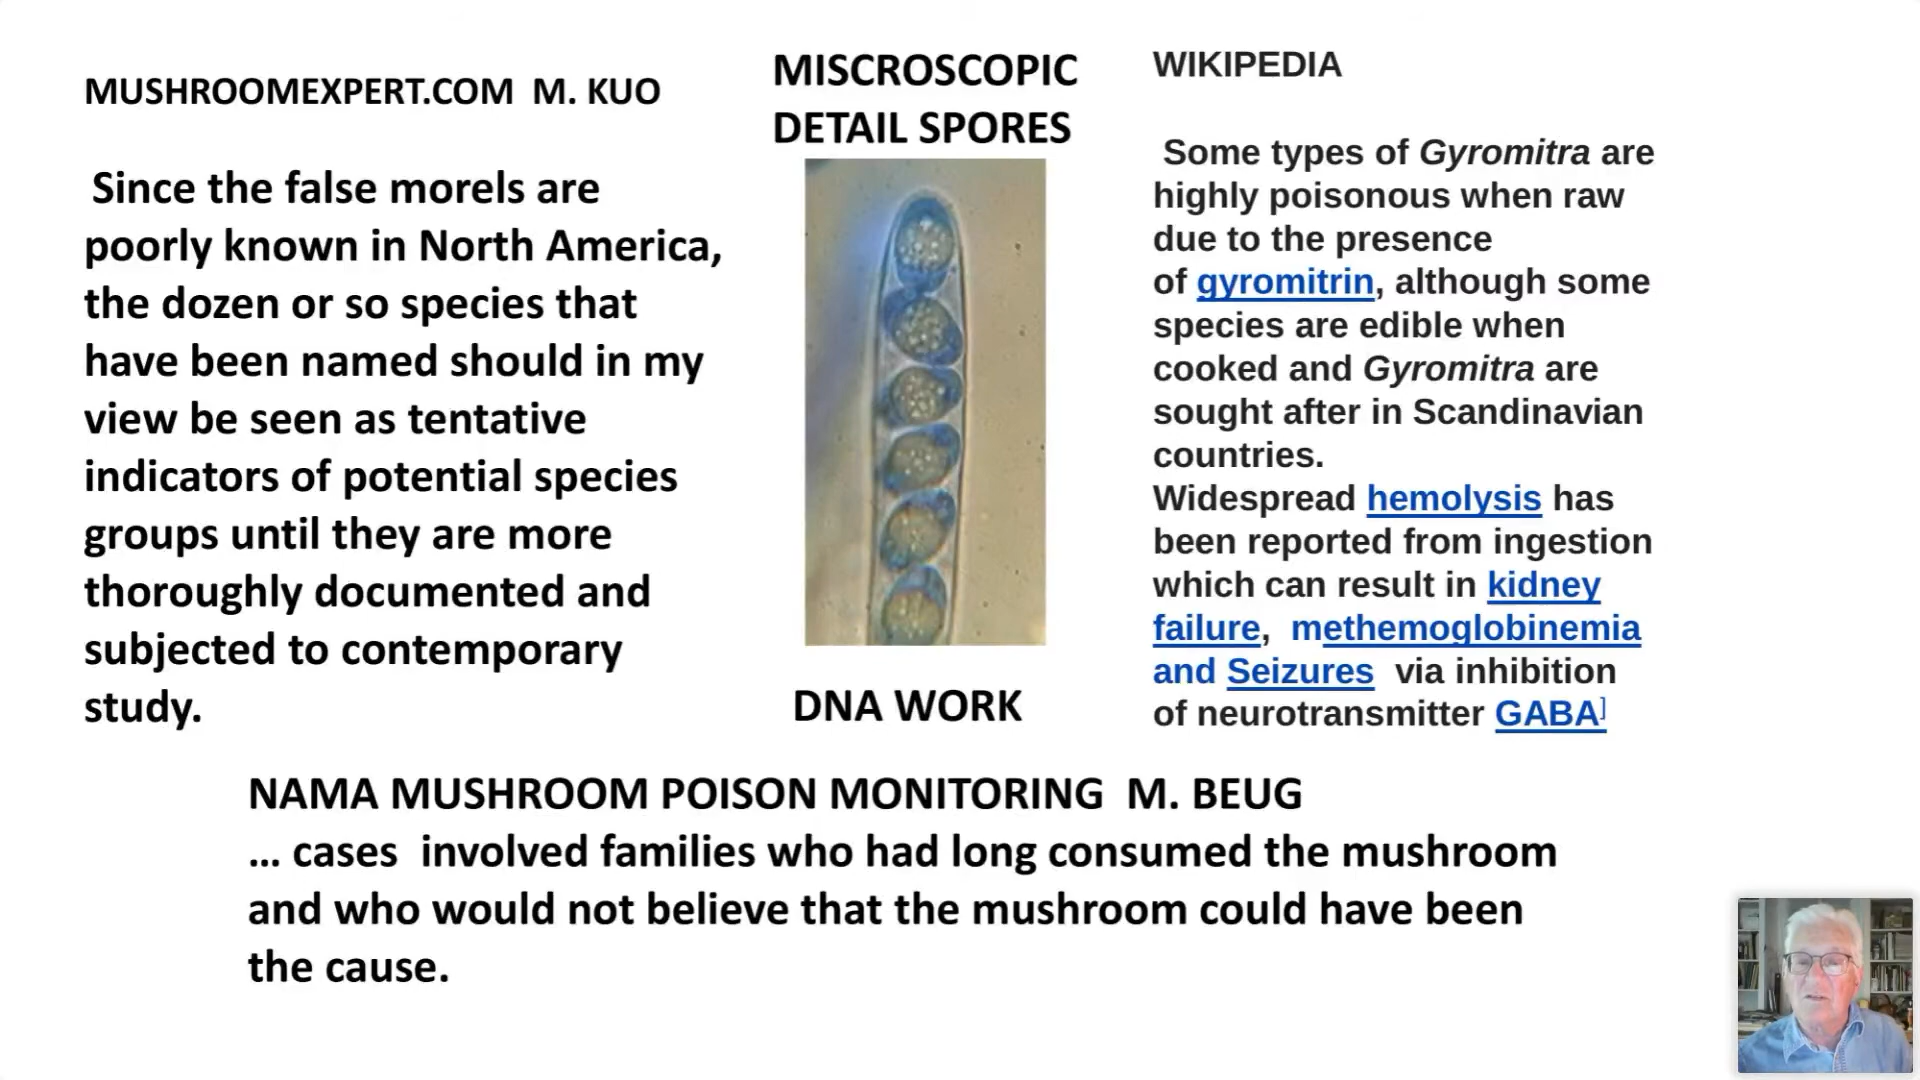 MUSHROOMEXPERT.COM M. KUO
Since the false morels are
poorly known in North America,
the dozen or so species that
have been named should in my
view be seen as tentative
indicators of potential species
groups until they are more
thoroughly documented and
subjected to contemporary
study.
MISCROSCOPIC
DETAIL SPORES
DNA WORK
WIKIPEDIA
Some types of Gyromitra are
highly poisonous when raw
due to the presence
of gyromitrin, although some
species are edible when
cooked and Gyromitra are
sought after in Scandinavian
countries.
Widespread hemolysis has
been reported from ingestion
which can result in kidney
failure, methemoglobinemia
and Seizures via inhibition
of neurotransmitter GABA]
NAMA MUSHROOM POISON MONITORING M. BEUG
... cases involved families who had long consumed the mushroom
and who would not believe that the mushroom could have been
the cause.